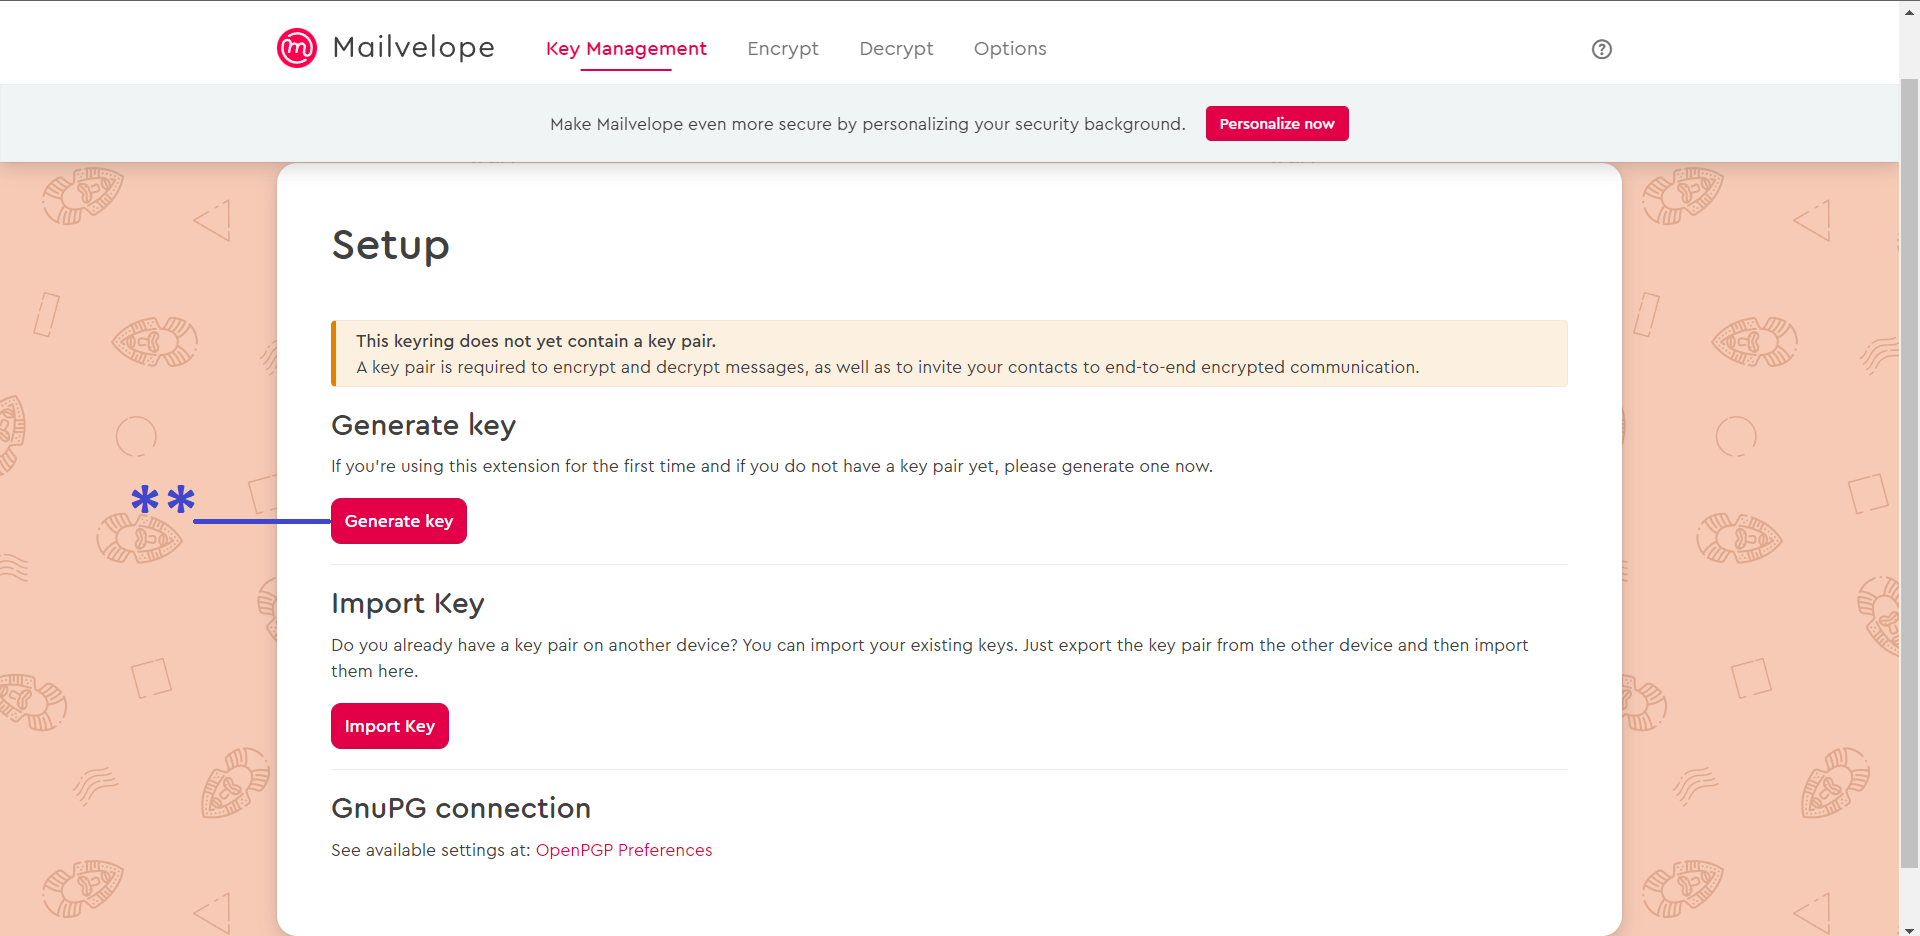 Mailvelope Key Management Encrypt Decrypt Options ?
Make Mailvelope even more secure by personalizing your security background. Personalize now
Setup
This keyring does not yet contain a key pair.
A key pair is required to encrypt and decrypt messages, as well as to invite your contacts to end-to-end encrypted communication.
Generate key
If you're using this extension for the first time and if you do not have a key pair yet, please generate one now.
** Generate key
Import Key
Do you already have a key pair on another device? You can import your existing keys. Just export the key pair from the other device and then import
them here.
Import Key
GnuPG connection
See available settings at: OpenPGP Preferences